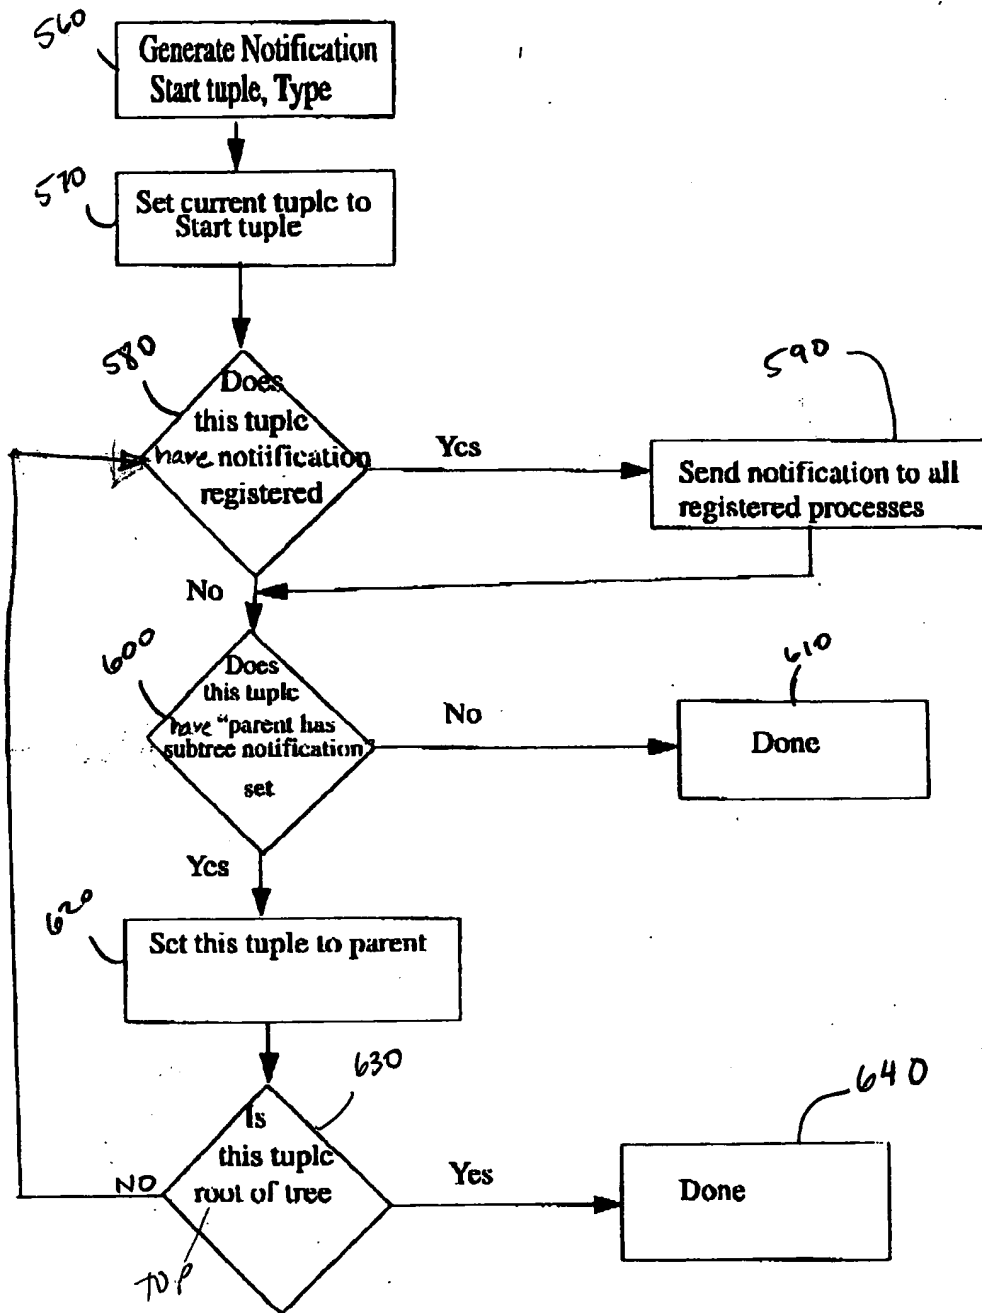 560
Generate Notification
Start tuple, Type
570
Set current tuple to
Start tuple
580
Does
this tuple
have notiification
registered
Yes
590
Send notification to all
registered processes
No
600
Does
this tuple
have "parent has
subtree notification"
set
No
610
Done
Yes
620
Set this tuple to parent
630
Is
this tuple
root of tree
NO
TOP
Yes
640
Done